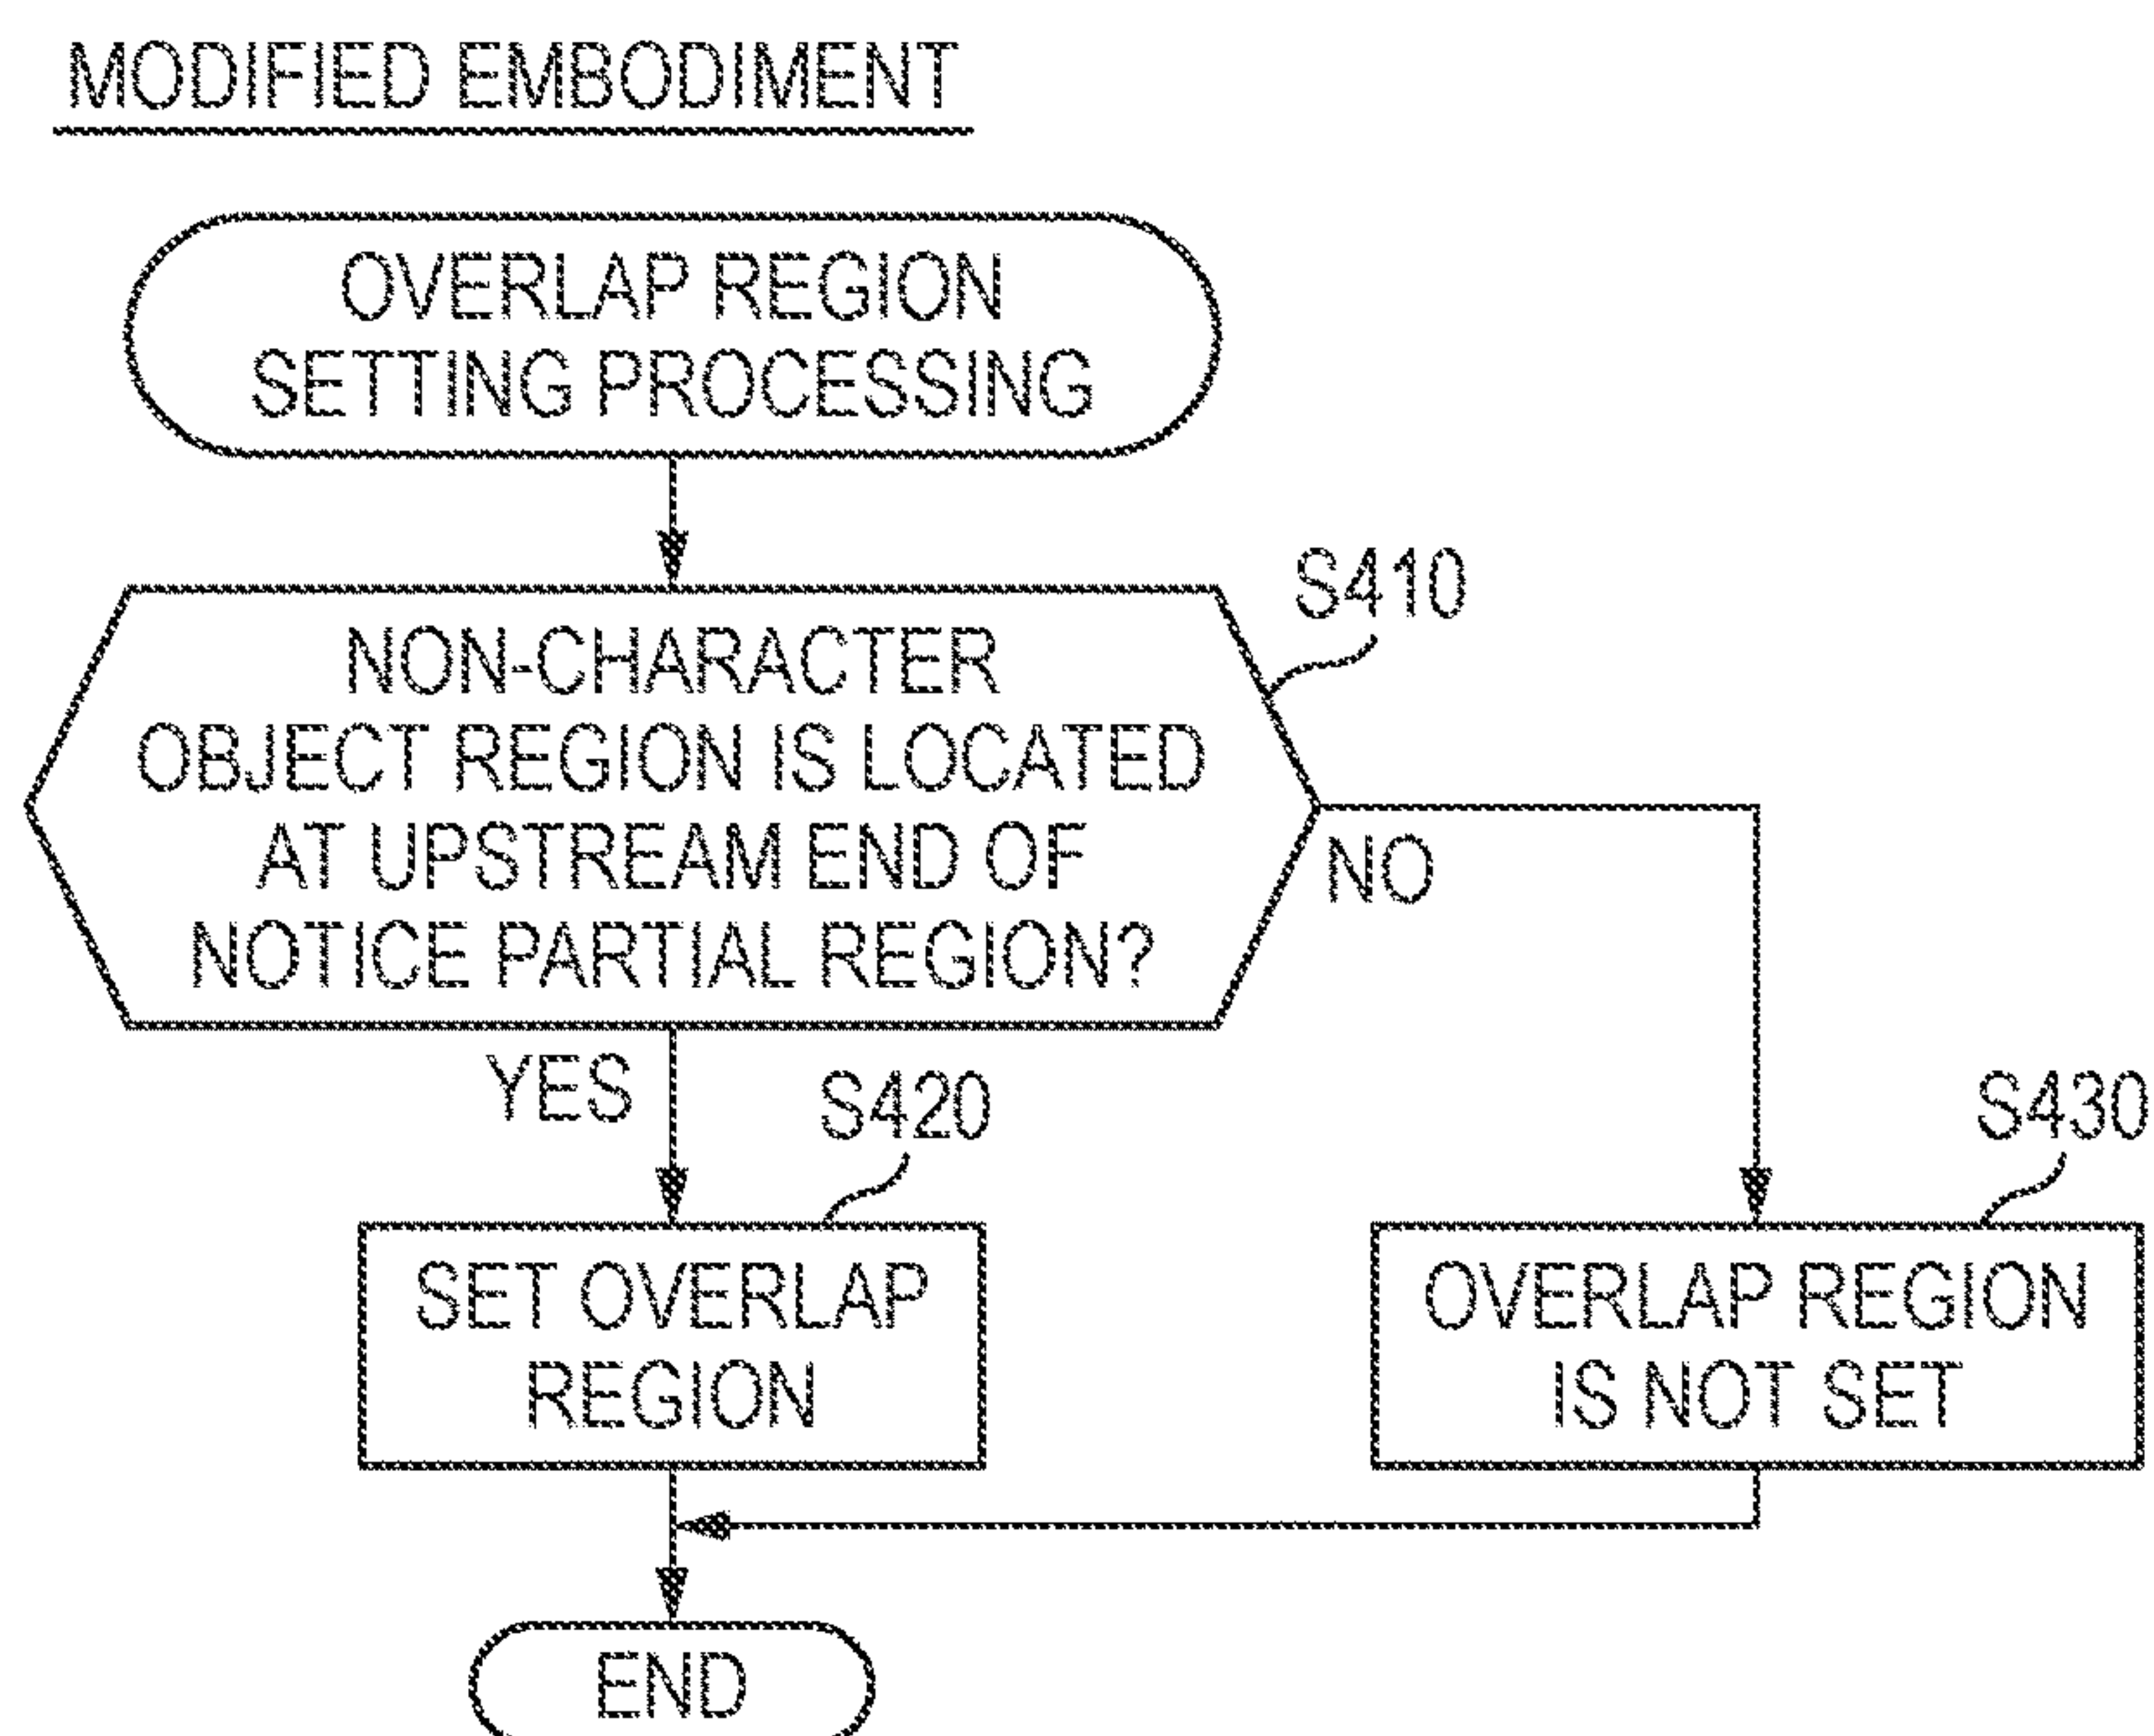 MODIFIED EMBODIMENT
OVERLAP REGION
SETTING PROCESSING
S410
NON-CHARACTER
OBJECT REGION IS LOCATED
AT UPSTREAM END OF
NOTICE PARTIAL REGION?
NO
YES
S420
S430
SET OVERLAP
REGION
OVERLAP REGION
IS NOT SET
END